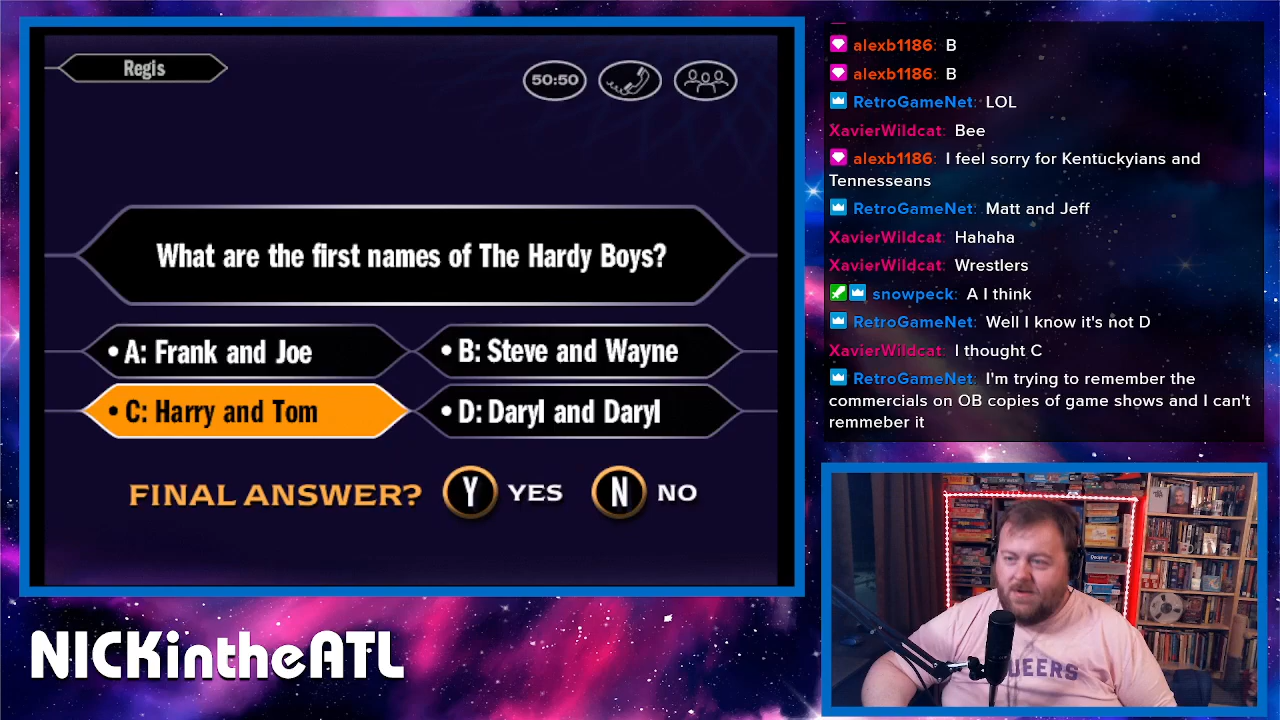 Regis
50:50
What are the first names of The Hardy Boys?
• A: Frank and Joe
• B: Steve and Wayne
• C: Harry and Tom
• D: Daryl and Daryl
FINAL ANSWER? Y YES N NO
NICKintheATL
alexb1186: B
alexb1186: B
RetroGameNet: LOL
XavierWildcat: Bee
alexb1186: I feel sorry for Kentuckyians and
Tennesseans
RetroGameNet: Matt and Jeff
XavierWildcat: Hahaha
XavierWildcat: Wrestlers
snowpeck: A I think
RetroGameNet: Well I know it's not D
XavierWildcat: I thought C
RetroGameNet: I'm trying to remember the
commercials on OB copies of game shows and I can't
remmeber it
UEERS